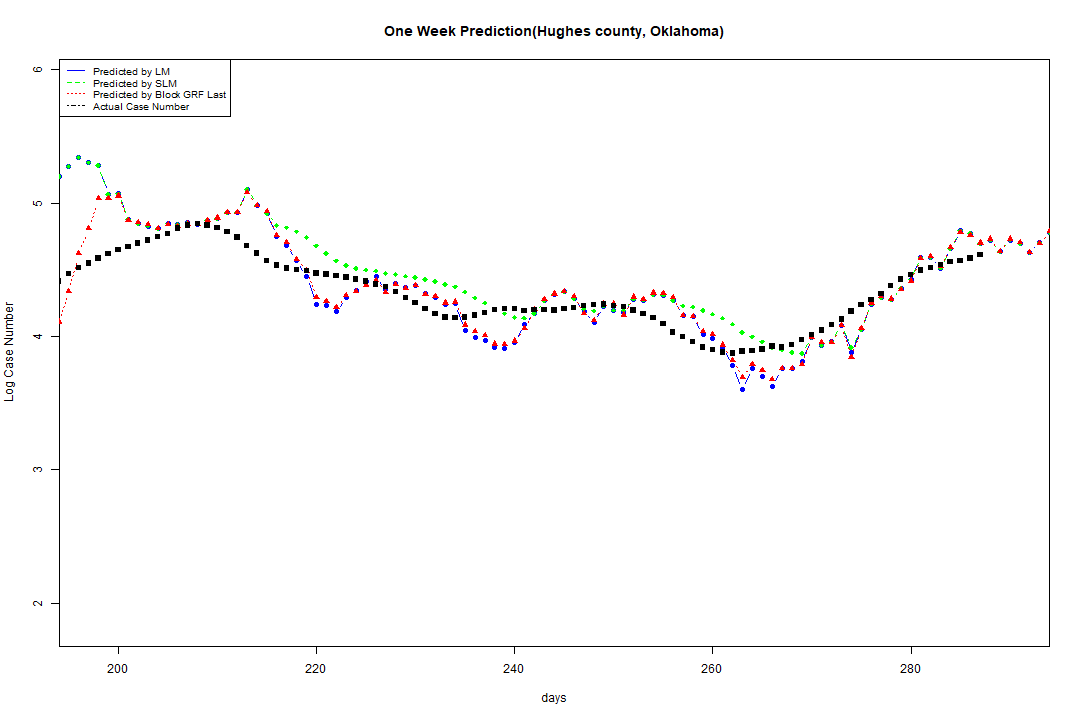 One Week Prediction(Hughes county, Oklahoma)
6
5
4
3
2
Log Case Number
Predicted by LM
Predicted by SLM
Predicted by Block GRF Last
Actual Case Number
200 220 240 260 280
days